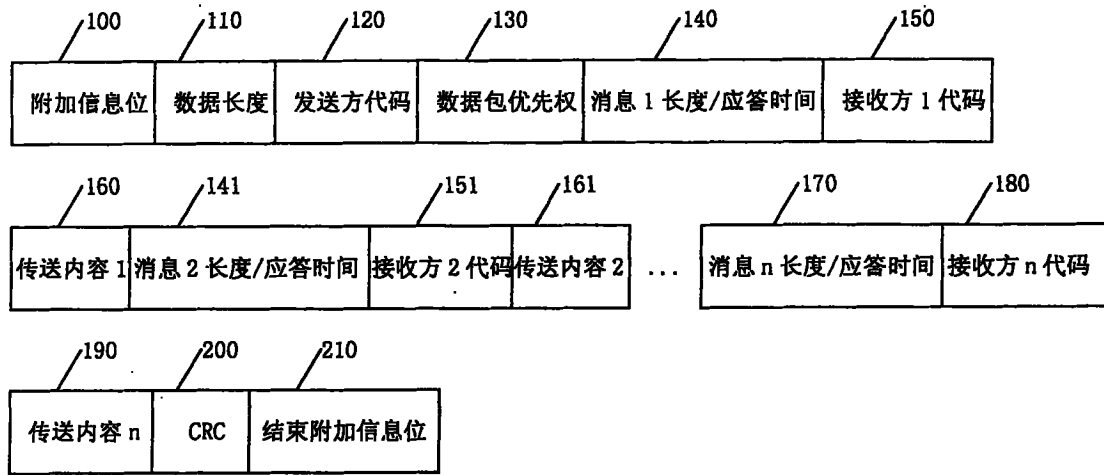 100 110 120 130 140 150
附加信息位 数据长度 发送方代码 数据包优先权 消息1长度/应答时间 接收方1代码
160 141 151 161 170 180
传送内容1 消息2长度/应答时间 接收方2代码 传送内容2 ... 消息n长度/应答时间 接收方n代码
190 200 210
传送内容n CRC 结束附加信息位